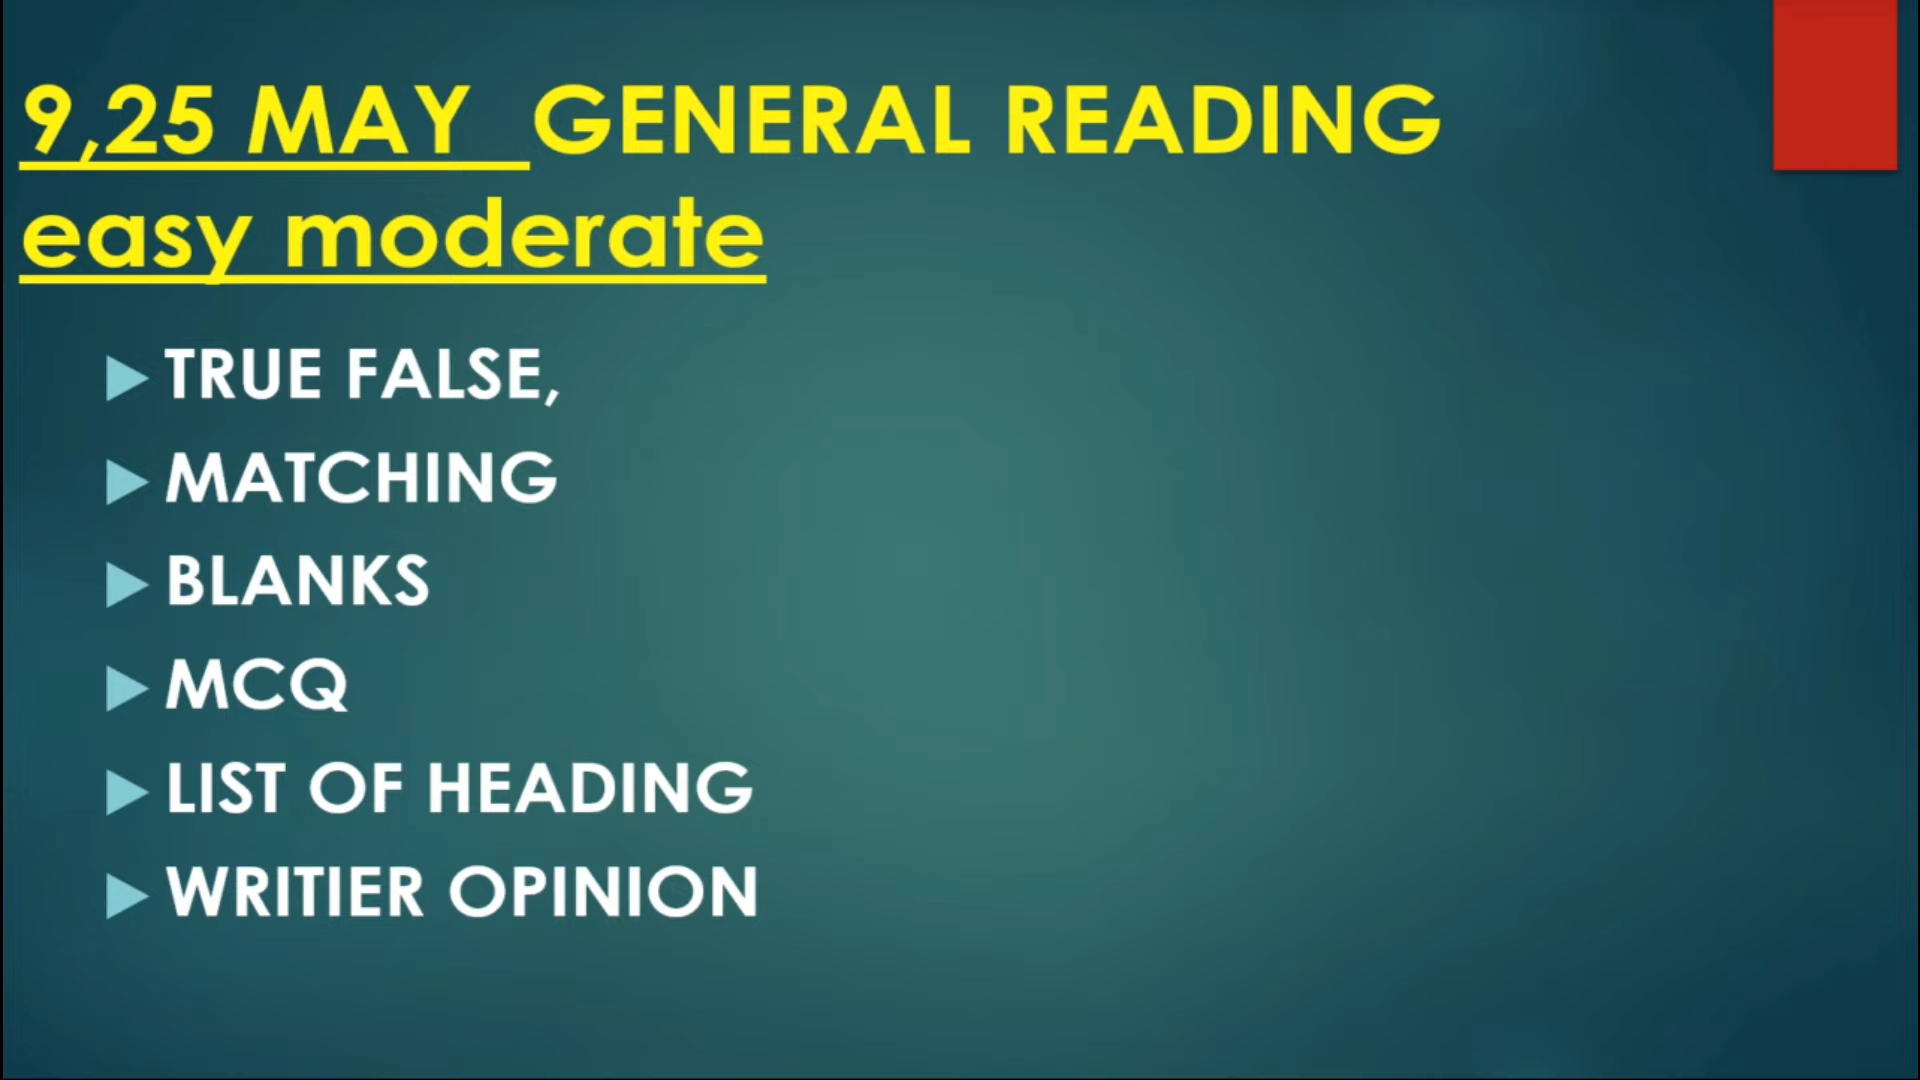 9,25 MAY GENERAL READING
easy moderate
TRUE FALSE,
MATCHING
BLANKS
MCQ
LIST OF HEADING
WRITIER OPINION